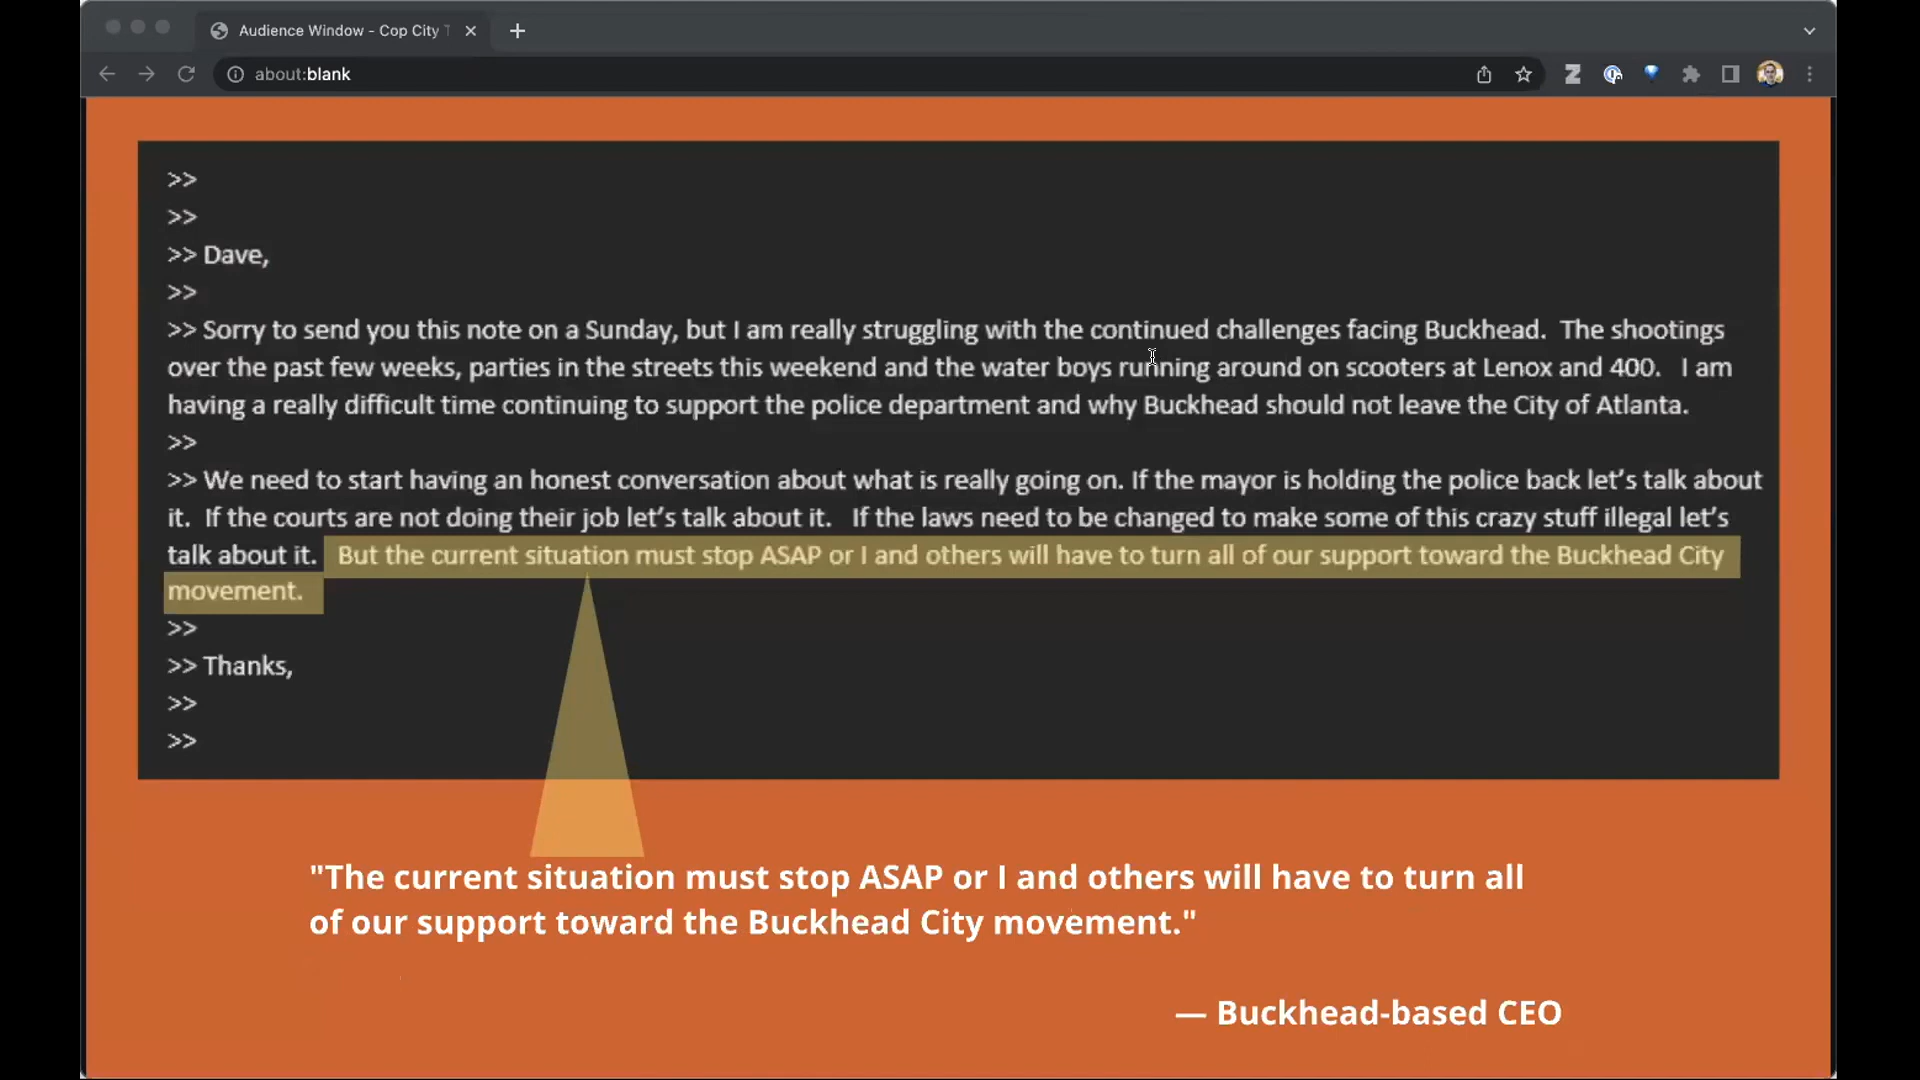 Audience Window - Cop City
about:blank
>>
>>
>> Dave,
>>
>> Sorry to send you this note on a Sunday, but I am really struggling with the continued challenges facing Buckhead.  The shootings
over the past few weeks, parties in the streets this weekend and the water boys running around on scooters at Lenox and 400.   I am
having a really difficult time continuing to support the police department and why Buckhead should not leave the City of Atlanta.
>>
>> We need to start having an honest conversation about what is really going on. If the mayor is holding the police back let's talk about
it.  If the courts are not doing their job let's talk about it.   If the laws need to be changed to make some of this crazy stuff illegal let's
talk about it.   But the current situation must stop ASAP or I and others will have to turn all of our support toward the Buckhead City
movement.
>>
>> Thanks,
>>
>>
"The current situation must stop ASAP or I and others will have to turn all
of our support toward the Buckhead City movement."
— Buckhead-based CEO